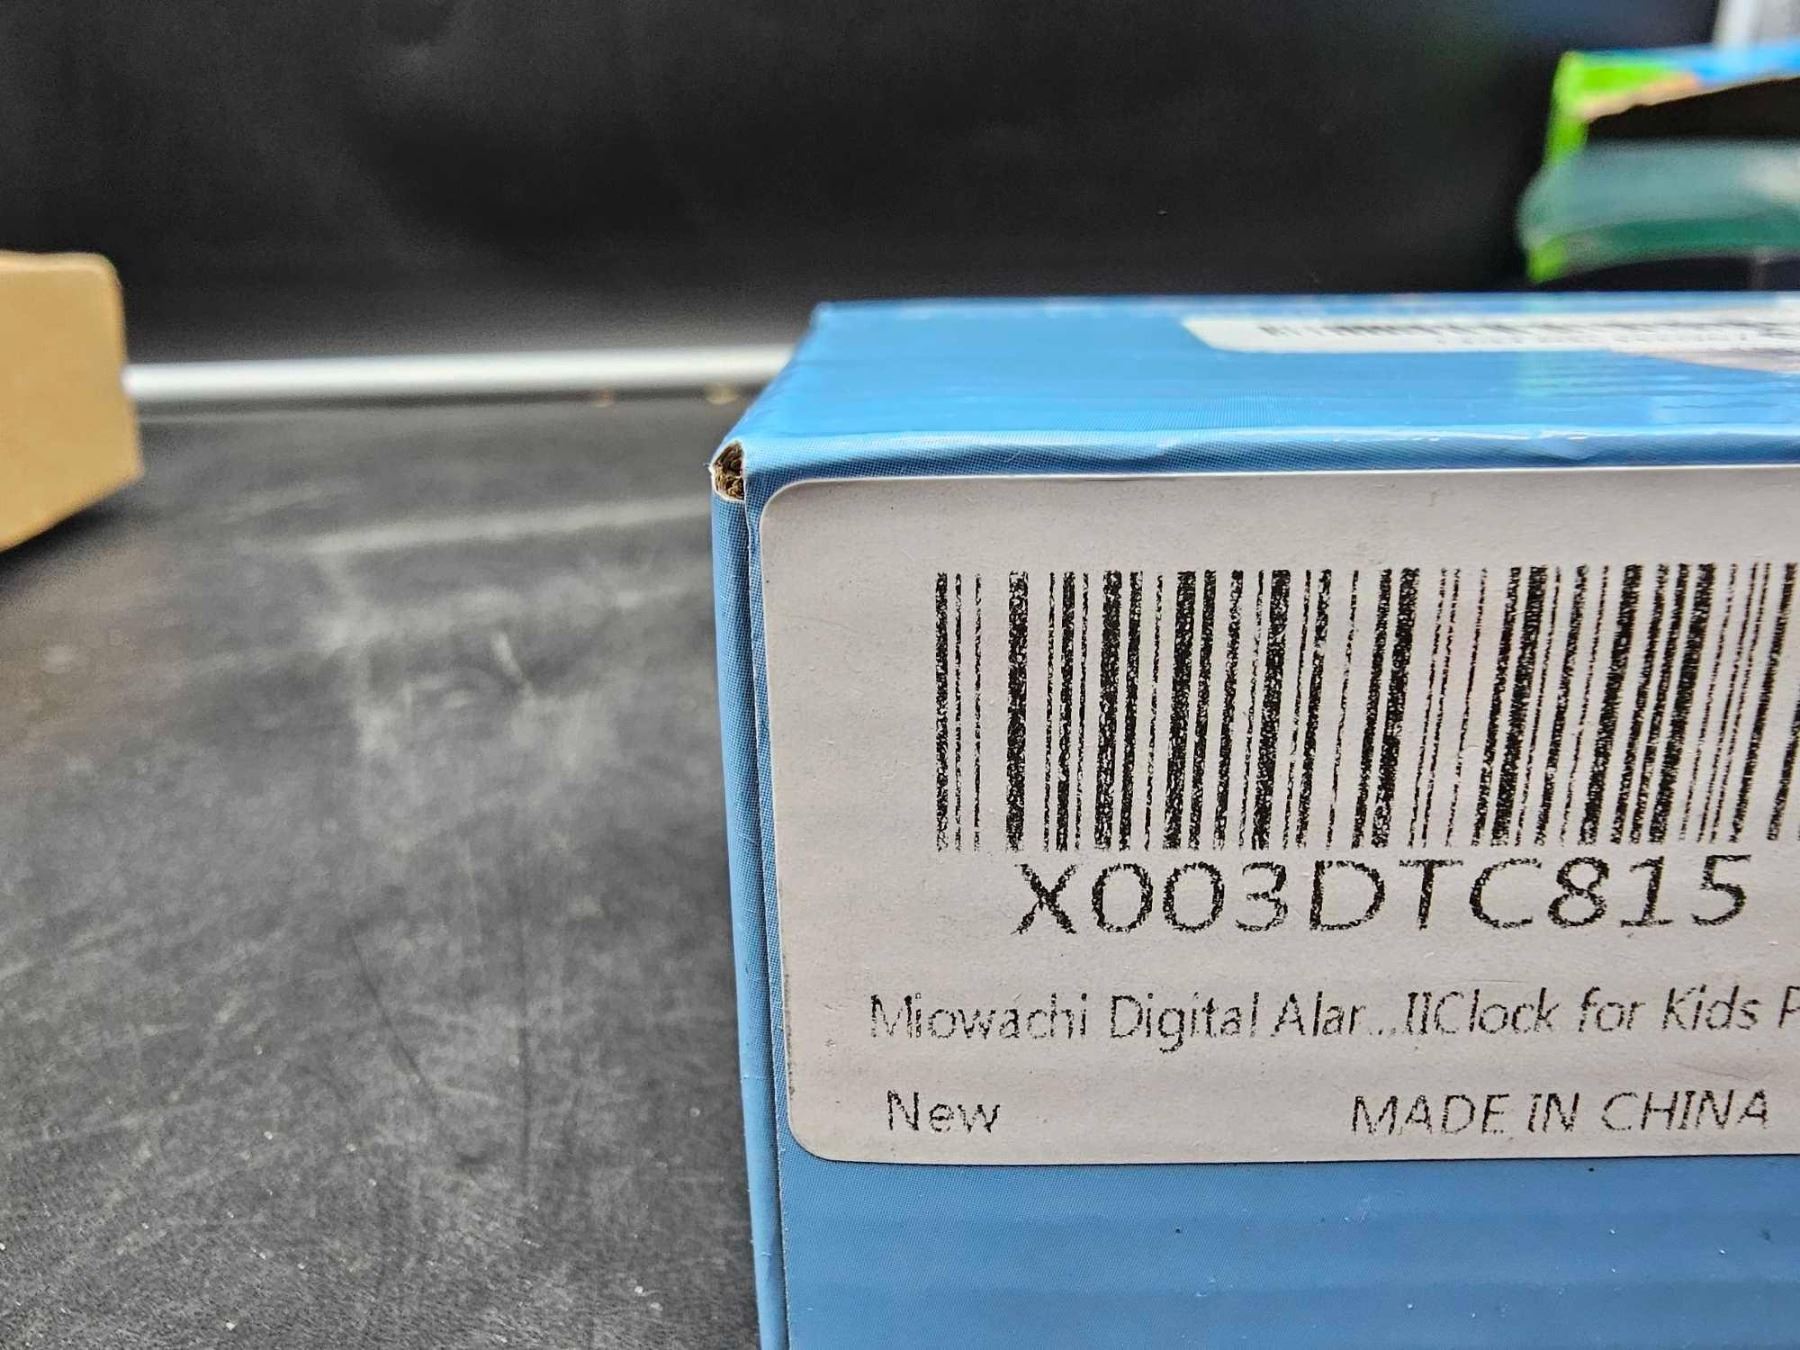 X003DTC815
Miowachi Digital Alar...llClock for Kids P
New MADE IN CHINA